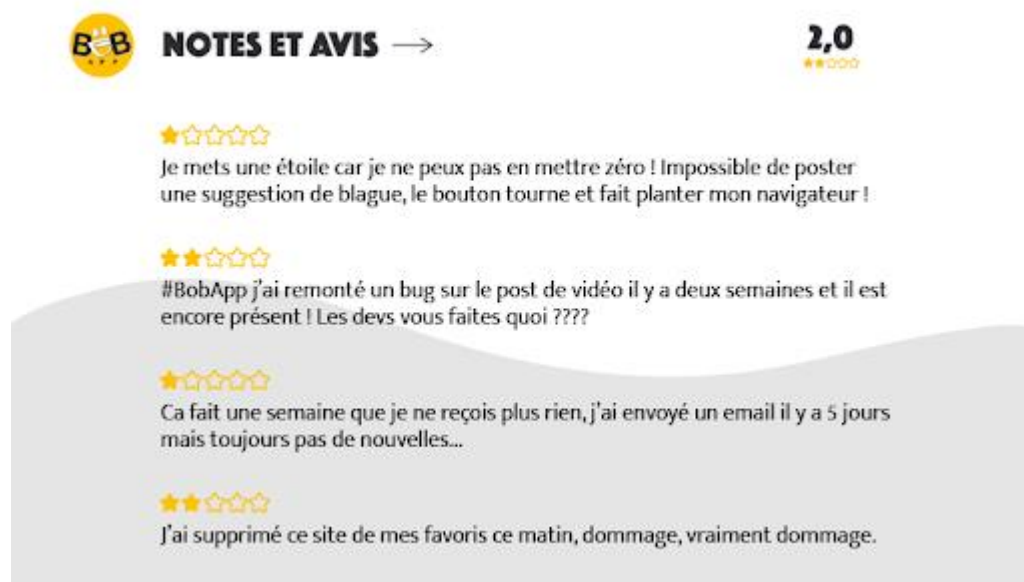 BOB
APP
NOTES ET AVIS →
2,0
Je mets une étoile car je ne peux pas en mettre zéro ! Impossible de poster
une suggestion de blague, le bouton tourne et fait planter mon navigateur !
#BobApp j'ai remonté un bug sur le post de vidéo il y a deux semaines et il est
encore présent ! Les devs vous faites quoi ????
Ca fait une semaine que je ne reçois plus rien, j'ai envoyé un email il y a 5 jours
mais toujours pas de nouvelles...
J'ai supprimé ce site de mes favoris ce matin, dommage, vraiment dommage.